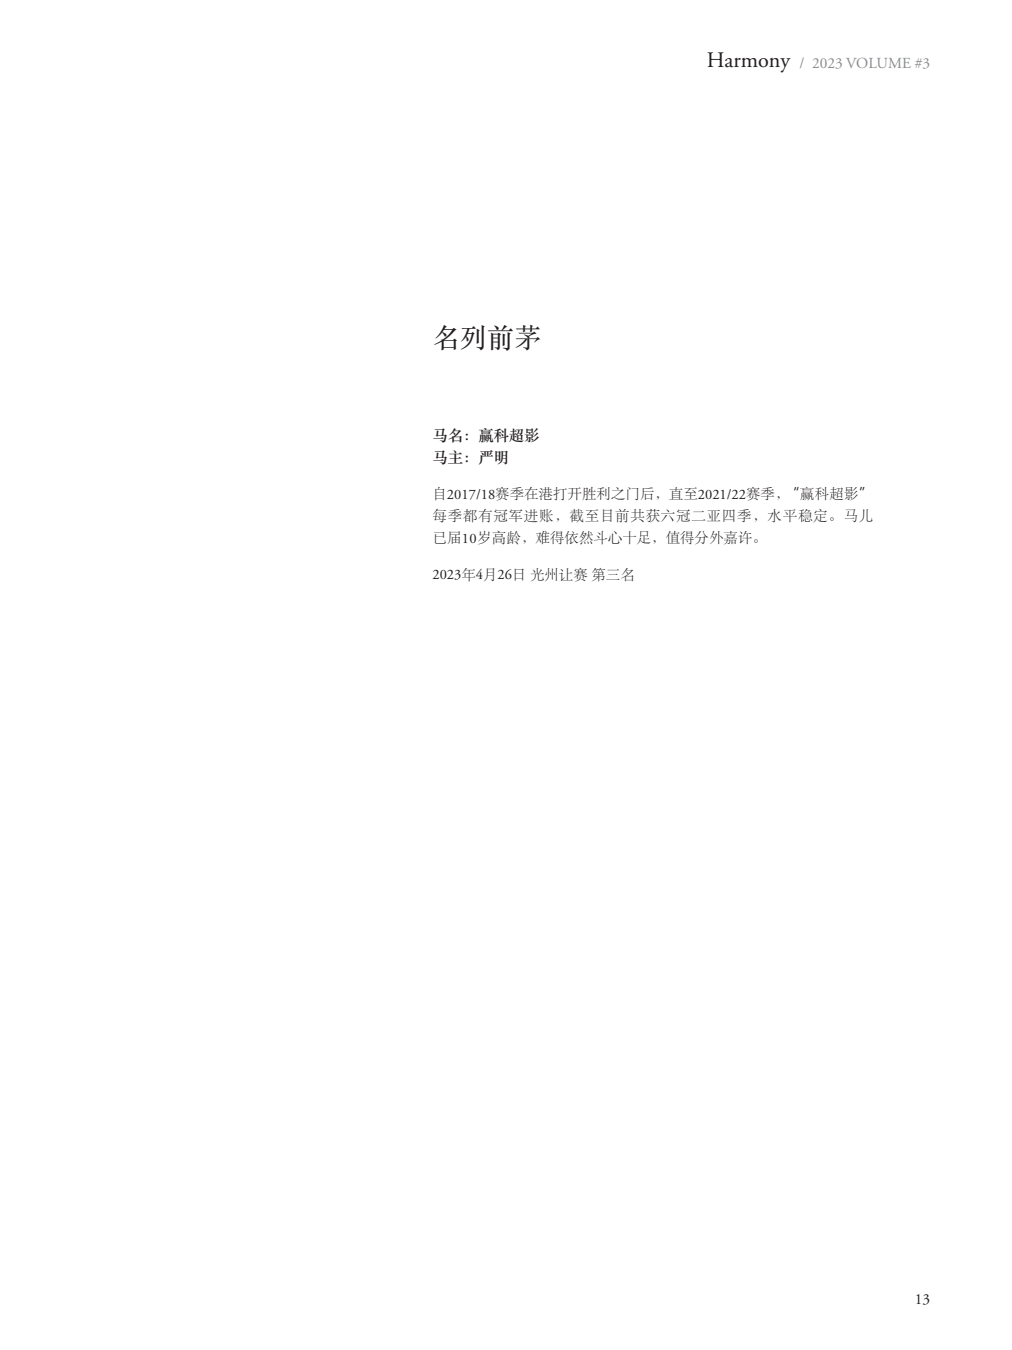 Harmony / 2023 VOLUME #3
名列前茅
马名：赢科超影
马主：严明
自2017/18赛季在港打开胜利之门后，直至2021/22赛季，"赢科超影"
每季都有冠军进账，截至目前共获六冠二亚四季，水平稳定。马儿
已届10岁高龄，难得依然斗心十足，值得分外嘉许。
2023年4月26日 光州让赛 第三名
13